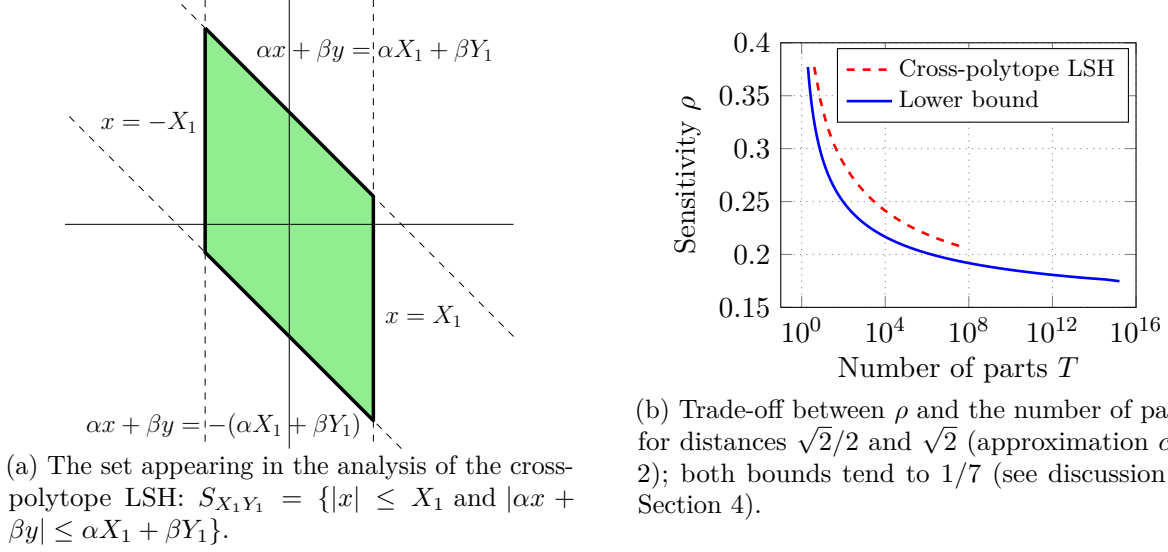 αx + βy = αX₁ + βY₁
x = −X₁
x = X₁
αx + βy = −(αX₁ + βY₁)
(a) The set appearing in the analysis of the cross-
polytope LSH: S_{X₁Y₁} = {|x| ≤ X₁ and |αx +
βy| ≤ αX₁ + βY₁}.
Sensitivity ρ
0.4
0.35
0.3
0.25
0.2
0.15
Cross-polytope LSH
Lower bound
10⁰ 10⁴ 10⁸ 10¹² 10¹⁶
Number of parts T
(b) Trade-off between ρ and the number of pa
for distances √2/2 and √2 (approximation c
2); both bounds tend to 1/7 (see discussion
Section 4).